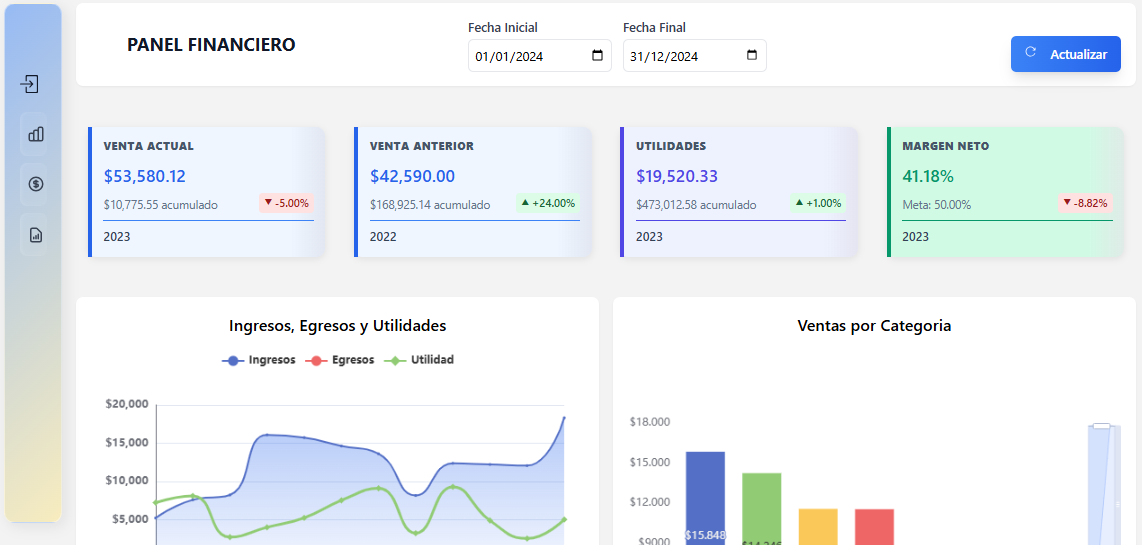 PANEL FINANCIERO
Fecha Inicial
01/01/2024
Fecha Final
31/12/2024
Actualizar
VENTA ACTUAL
$53,580.12
$10,775.55 acumulado
▼ -5.00%
2023
VENTA ANTERIOR
$42,590.00
$168,925.14 acumulado
▲ +24.00%
2022
UTILIDADES
$19,520.33
$473,012.58 acumulado
▲ +1.00%
2023
MARGEN NETO
41.18%
Meta: 50.00%
▼ -8.82%
2023
Ingresos, Egresos y Utilidades
Ingresos Egresos Utilidad
$20,000
$15,000
$10,000
$5,000
Ventas por Categoria
$18.000
$15.000
$12.000
$9000
$15.848